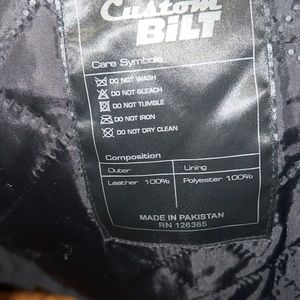 Custom
BiLT
Care Symbols
DO NOT WASH
DO NOT BLEACH
DO NOT TUMBLE
DO NOT IRON
DO NOT DRY CLEAN
Composition
Outer Lining
Leather 100% Polyester 100%
MADE IN PAKISTAN
RN 126365